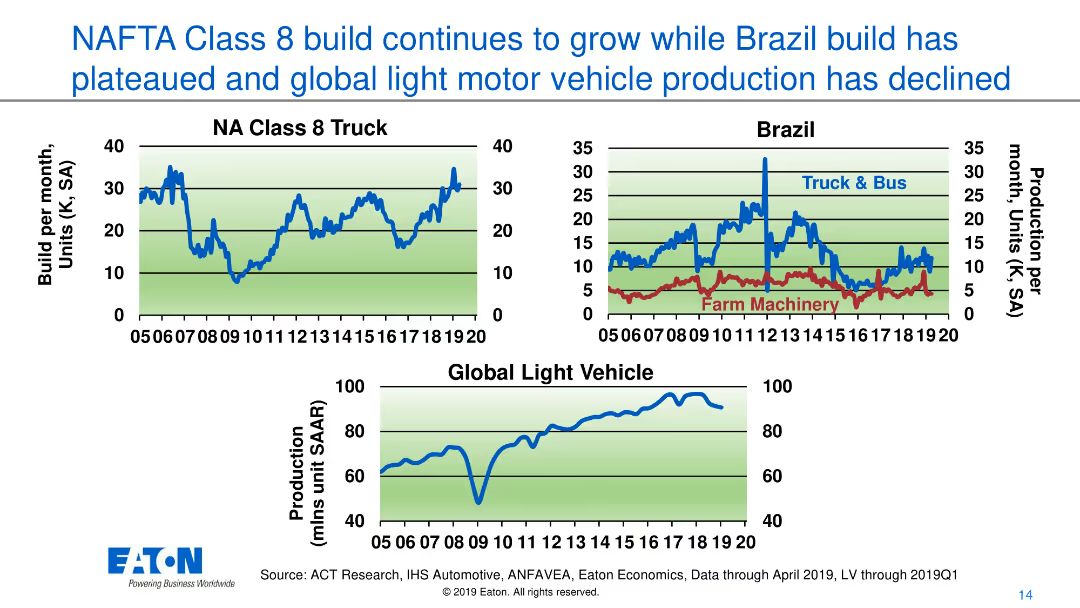 NAFTA Class 8 build continues to grow while Brazil build has
plateaued and global light motor vehicle production has declined
NA Class 8 Truck
Build per month,
Units (K, SA)
40
30
20
10
0
40
30
20
10
0
05 06 07 08 09 10 11 12 13 14 15 16 17 18 19 20
Brazil
35
30
25
20
15
10
5
0
Truck & Bus
Farm Machinery
35
30
25
20
15
10
5
0
Production per
month, Units (K, SA)
05 06 07 08 09 10 11 12 13 14 15 16 17 18 19 20
Global Light Vehicle
Production
(mlns unit SAAR)
100
80
60
40
100
80
60
40
05 06 07 08 09 10 11 12 13 14 15 16 17 18 19 20
EATON
Powering Business Worldwide
Source: ACT Research, IHS Automotive, ANFAVEA, Eaton Economics, Data through April 2019, LV through 2019Q1
© 2019 Eaton. All rights reserved.
14